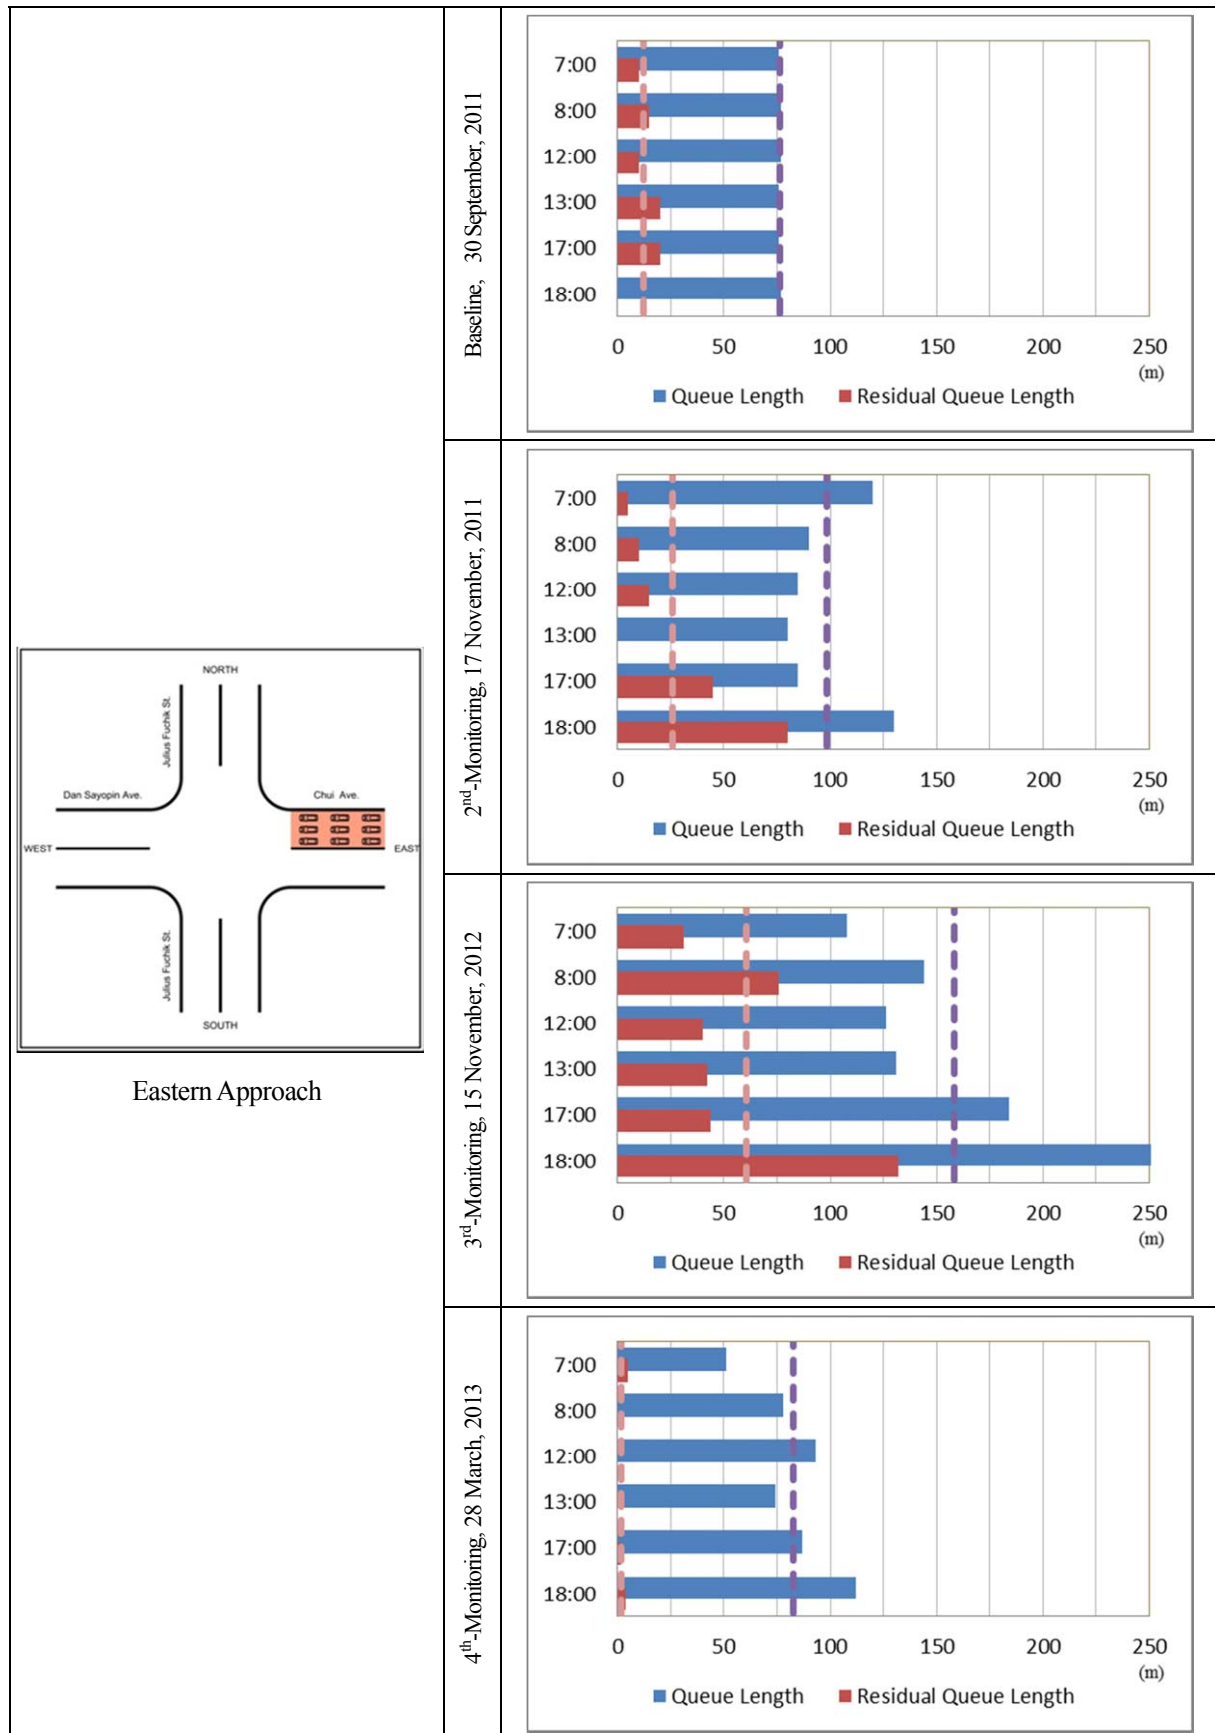 NORTH
Julius Fuchik St.
Dan Sayopin Ave.
Chui Ave.
WEST
EAST
Julius Fuchik St.
SOUTH
Eastern Approach
Baseline, 30 September, 2011
7:00
8:00
12:00
13:00
17:00
18:00
0 50 100 150 200 250
(m)
Queue Length Residual Queue Length
2nd-Monitoring, 17 November, 2011
7:00
8:00
12:00
13:00
17:00
18:00
0 50 100 150 200 250
(m)
Queue Length Residual Queue Length
3rd-Monitoring, 15 November, 2012
7:00
8:00
12:00
13:00
17:00
18:00
0 50 100 150 200 250
(m)
Queue Length Residual Queue Length
4th-Monitoring, 28 March, 2013
7:00
8:00
12:00
13:00
17:00
18:00
0 50 100 150 200 250
(m)
Queue Length Residual Queue Length